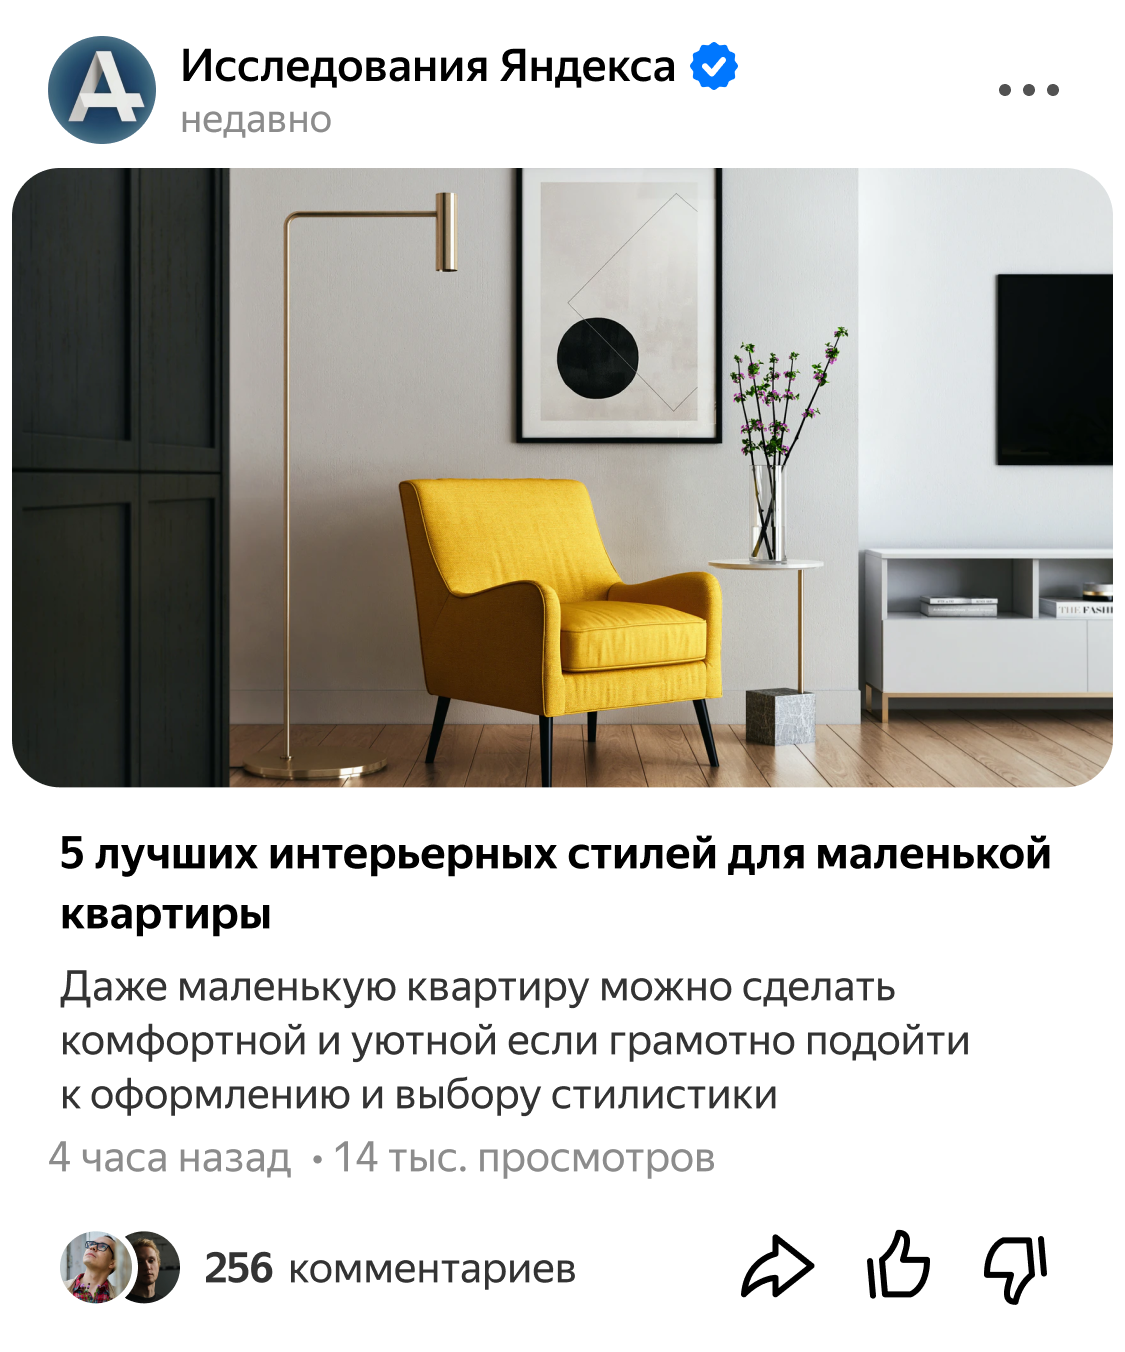 Исследования Яндекса
недавно
THE FASHI
5 лучших интерьерных стилей для маленькой
квартиры
Даже маленькую квартиру можно сделать
комфортной и уютной если грамотно подойти
к оформлению и выбору стилистики
4 часа назад • 14 тыс. просмотров
256 комментариев